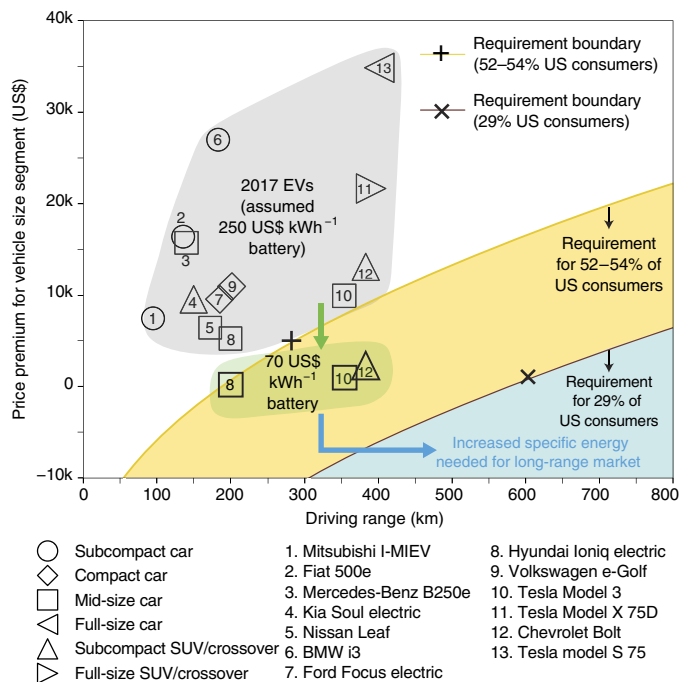 Price premium for vehicle size segment (US$)
40k
30k
20k
10k
0
−10k
0
100
200
300
400
500
600
700
800
Driving range (km)
Requirement boundary
(52–54% US consumers)
Requirement boundary
(29% US consumers)
13
6
11
2017 EVs
(assumed
250 US$ kWh−1
battery)
2
3
12
9
10
4
7
1
5
8
Requirement
for 52–54% of
US consumers
70 US$
kWh−1
battery
8
10
12
Requirement
for 29% of
US consumers
Increased specific energy
needed for long-range market
Subcompact car
Compact car
Mid-size car
Full-size car
Subcompact SUV/crossover
Full-size SUV/crossover
1. Mitsubishi I-MIEV
2. Fiat 500e
3. Mercedes-Benz B250e
4. Kia Soul electric
5. Nissan Leaf
6. BMW i3
7. Ford Focus electric
8. Hyundai Ioniq electric
9. Volkswagen e-Golf
10. Tesla Model 3
11. Tesla Model X 75D
12. Chevrolet Bolt
13. Tesla model S 75